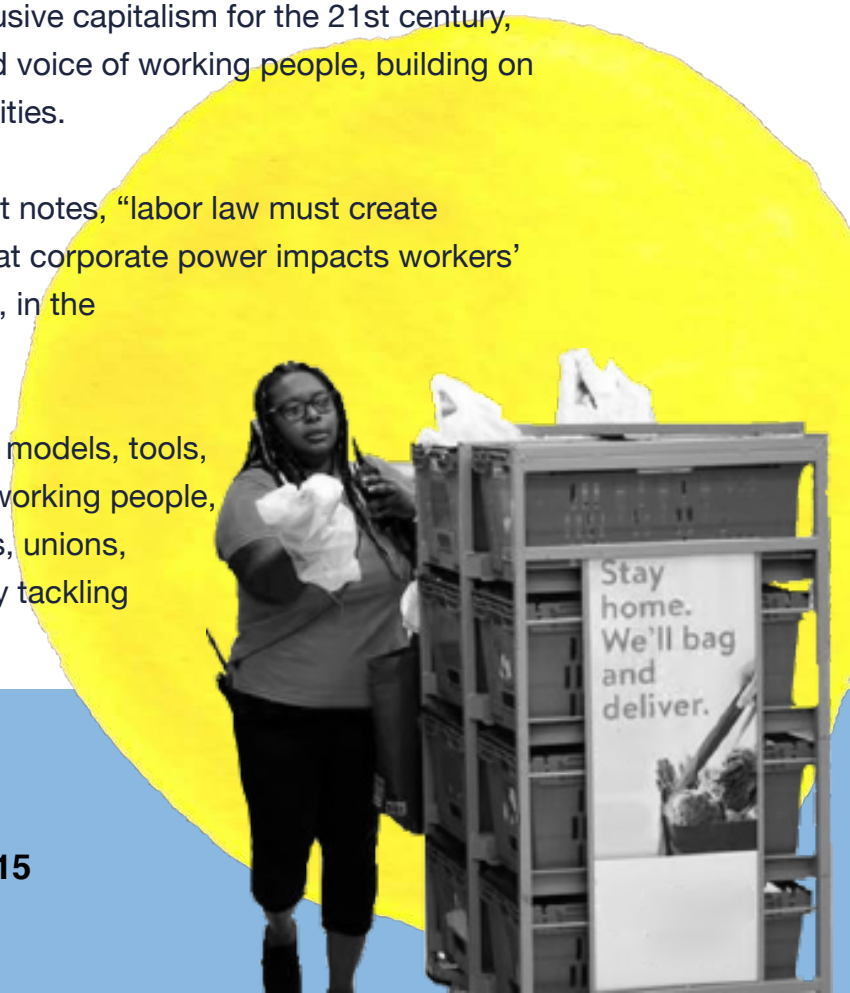 usive capitalism for the 21st century,
d voice of working people, building on
ities.
t notes, “labor law must create
at corporate power impacts workers’
, in the
models, tools,
working people,
s, unions,
y tackling
Stay
home.
We’ll bag
and
deliver.
15